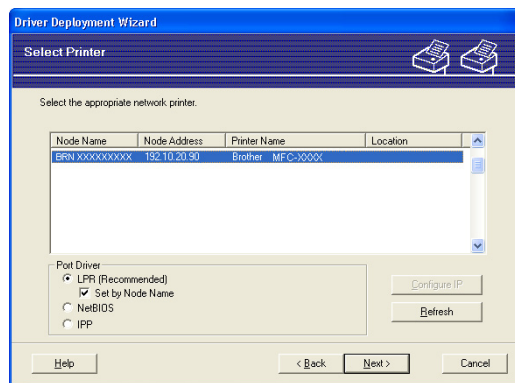 Driver Deployment Wizard
Select Printer
Select the appropriate network printer.
Node Name Node Address Printer Name Location
BRN XXXXXXXXX 192.10.20.90 Brother MFC-XXXX
Port Driver
LPR (Recommended)
Set by Node Name
NetBIOS
IPP
Configure IP
Refresh
Help < Back Next > Cancel